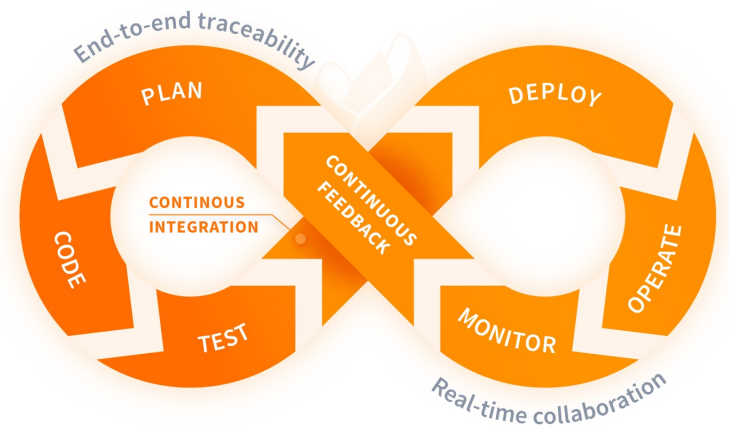 End-to-end traceability
PLAN
CODE
TEST
CONTINOUS
INTEGRATION
CONTINUOUS
FEEDBACK
DEPLOY
OPERATE
MONITOR
Real-time collaboration